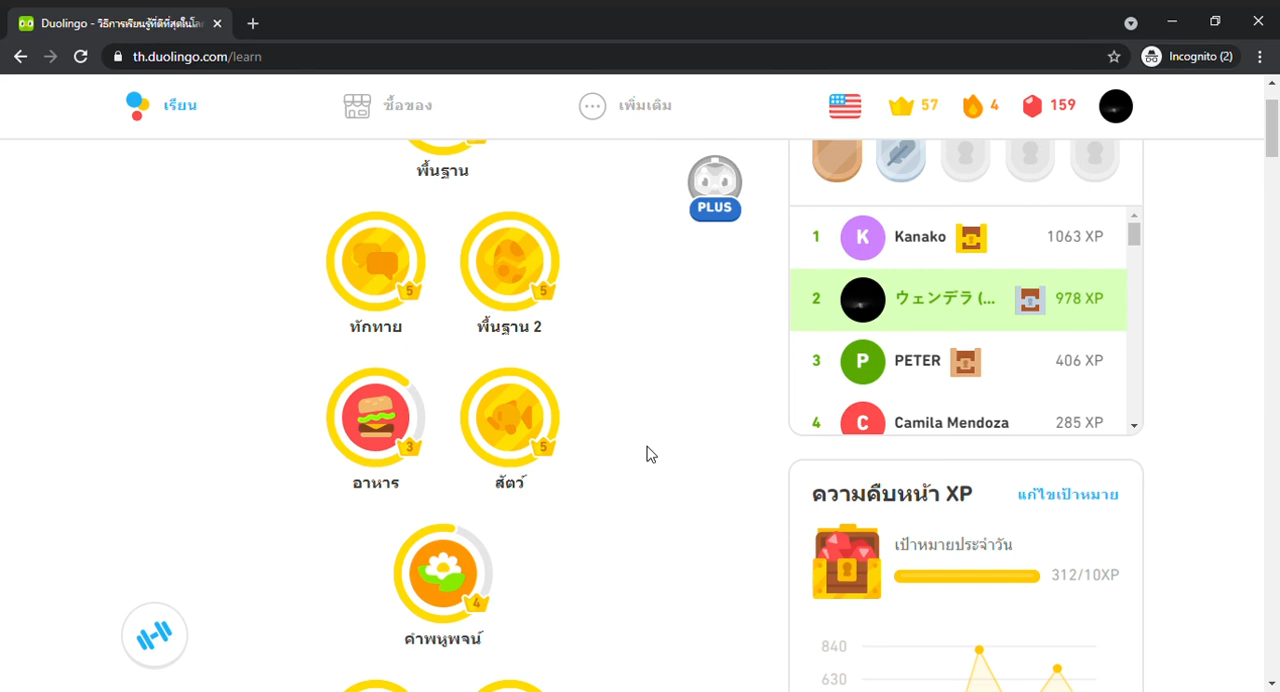 Duolingo - วิธีการเรียนรู้ที่ดีที่สุดในโล
th.duolingo.com/learn
Incognito (2)
เรียน
ซื้อของ
เพิ่มเติม
57
4
159
พื้นฐาน
PLUS
5
5
ทักทาย
พื้นฐาน 2
3
5
อาหาร
สัตว์
4
คำพหูพจน์
1 K Kanako 1063 XP
2 ウェンデラ (... 978 XP
3 P PETER 406 XP
4 C Camila Mendoza 285 XP
ความคืบหน้า XP
แก้ไขเป้าหมาย
เป้าหมายประจำวัน
312/10XP
840
630